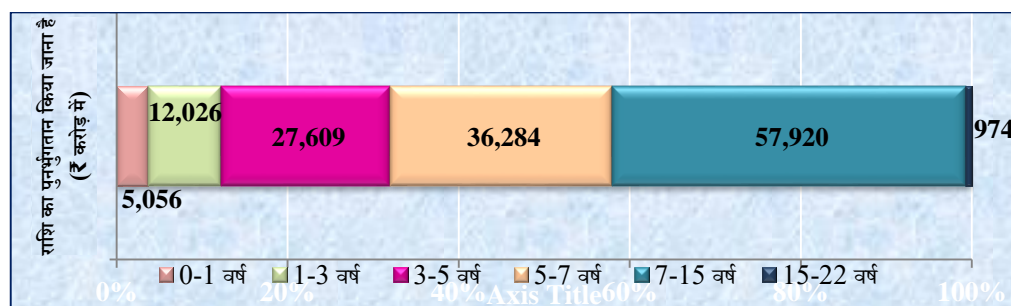 राशि का पुनर्भुगतान किया जाना है
(₹ करोड़ में)
12,026
27,609
36,284
57,920
974
5,056
0-1 वर्ष
1-3 वर्ष
3-5 वर्ष
5-7 वर्ष
7-15 वर्ष
15-22 वर्ष
0%
20%
40%
60%
80%
100%
Axis Title